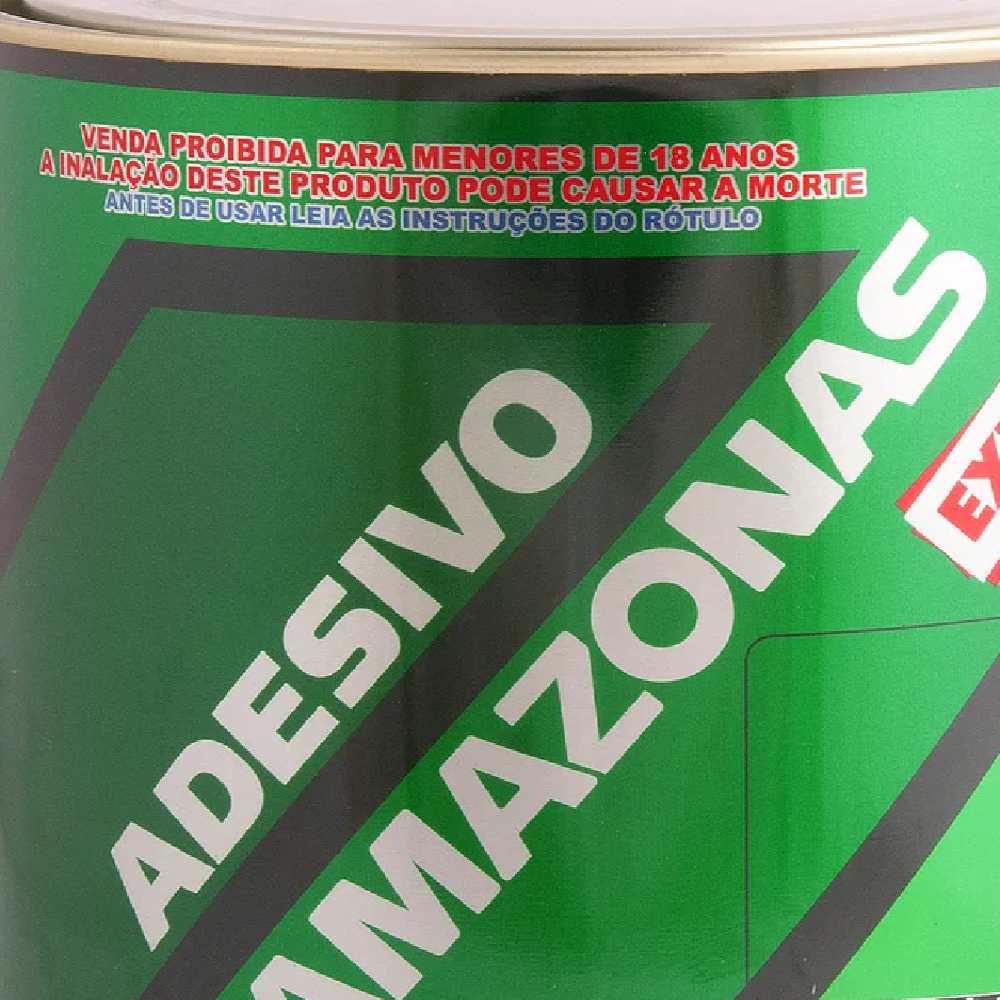 VENDA PROIBIDA PARA MENORES DE 18 ANOS
A INALAÇÃO DESTE PRODUTO PODE CAUSAR A MORTE
ANTES DE USAR LEIA AS INSTRUÇÕES DO RÓTULO
ADESIVO
AMAZONAS